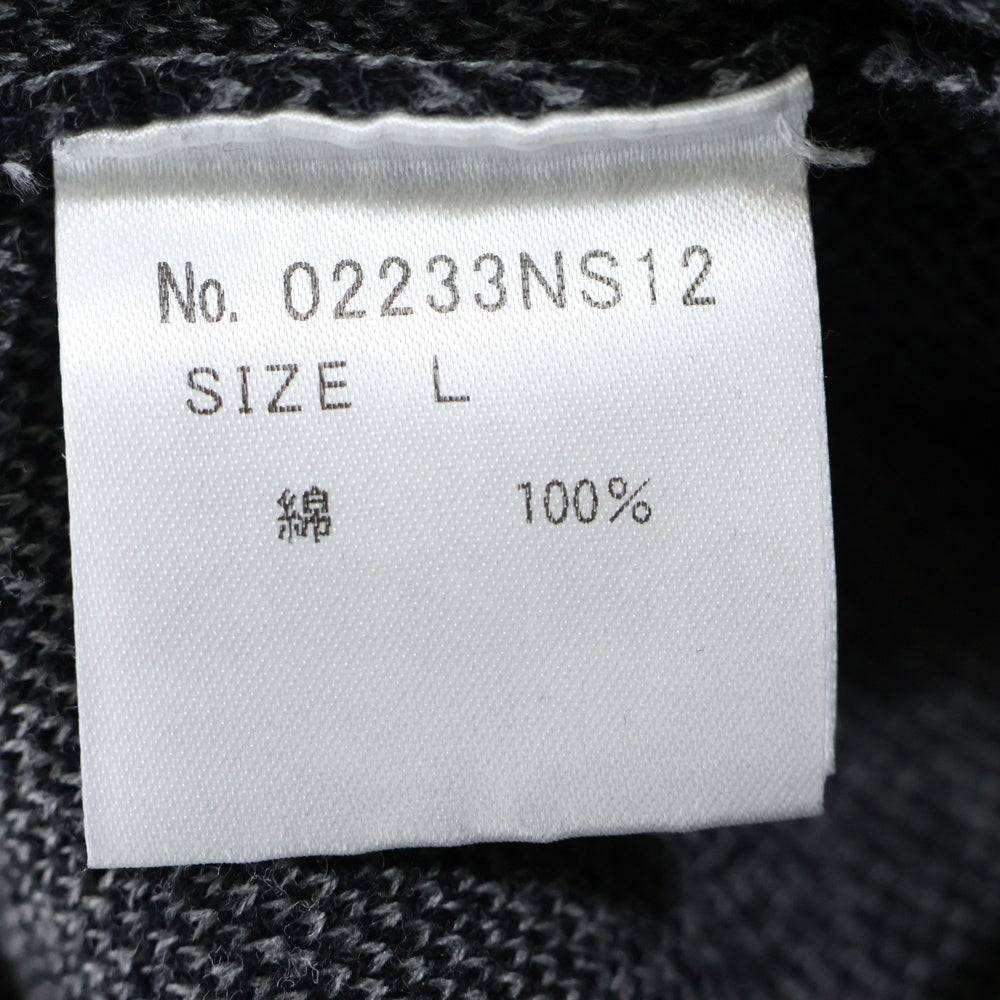 No. 02233NS12
SIZE L
綿 100%